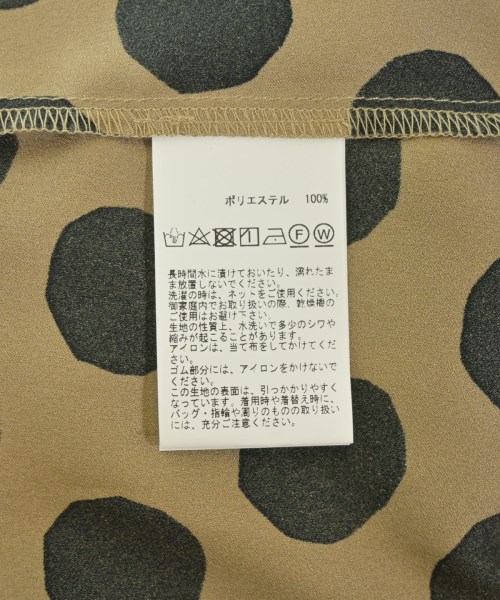 ポリエステル 100%
F W
長時間水に漬けておいたり、濡れたま
ま放置しないでください。
洗濯の時は、ネットをご使用ください。
御家庭内でお取り扱いの際、乾燥機の
ご使用はお避け下さい。
生地の性質上、水洗いで多少のシワや
縮みが起こることがあります。
アイロンは、当て布をしてかけてくだ
さい。
ゴム部分には、アイロンをかけないで
ください。
この生地の表面は、引っかかりやすく
なっています。着用時や着替え時に、
バッグ・指輪や周りのものの取り扱い
には、充分ご注意ください。